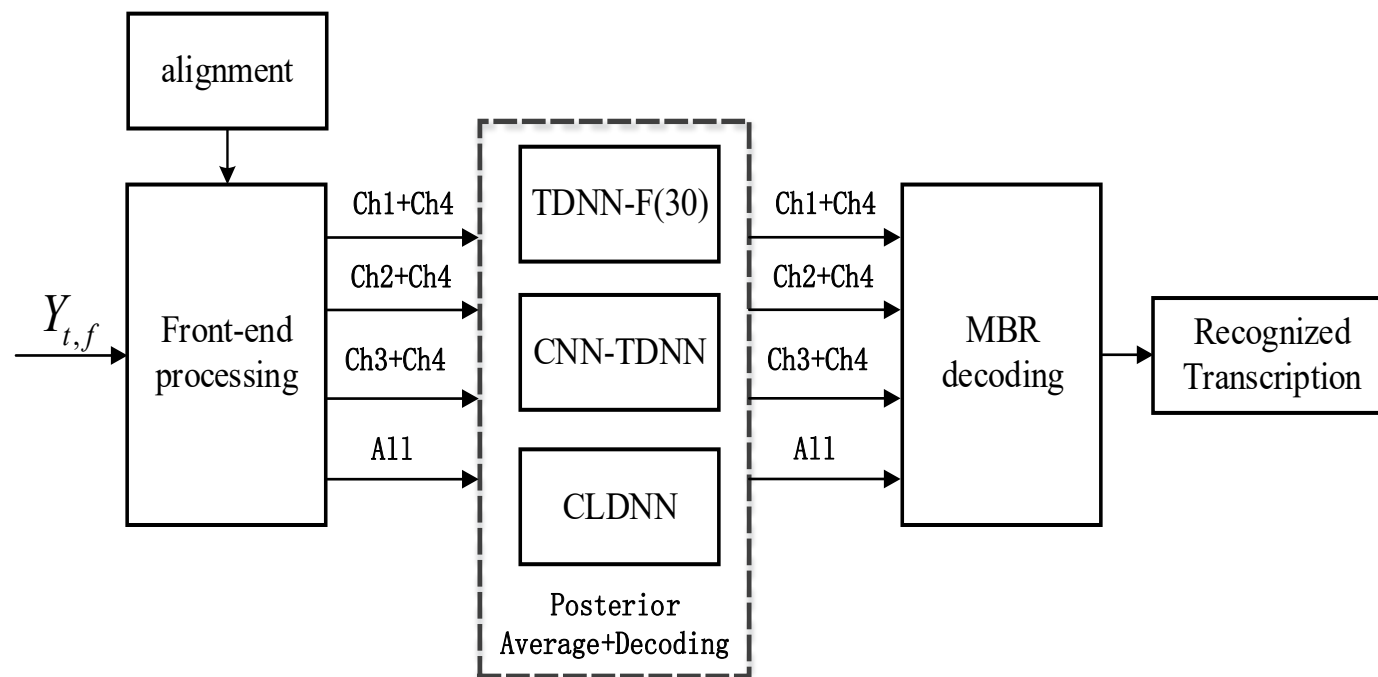 alignment
Y_{t,f}
Front-end
processing
Ch1+Ch4
Ch2+Ch4
Ch3+Ch4
All
TDNN-F(30)
CNN-TDNN
CLDNN
Posterior
Average+Decoding
Ch1+Ch4
Ch2+Ch4
Ch3+Ch4
All
MBR
decoding
Recognized
Transcription